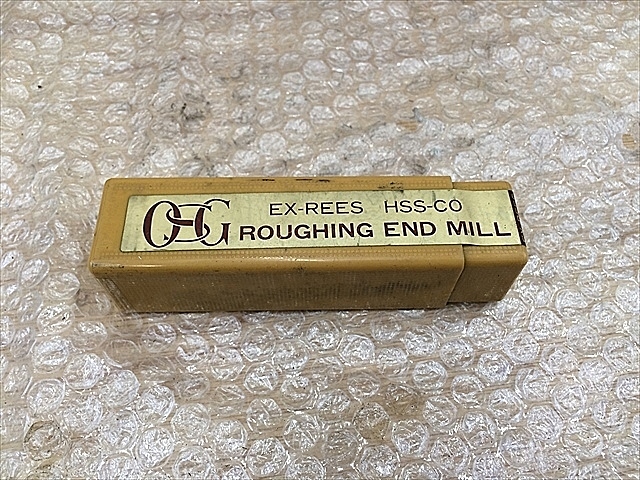 OSG EX-REES HSS-CO
ROUGHING END MILL